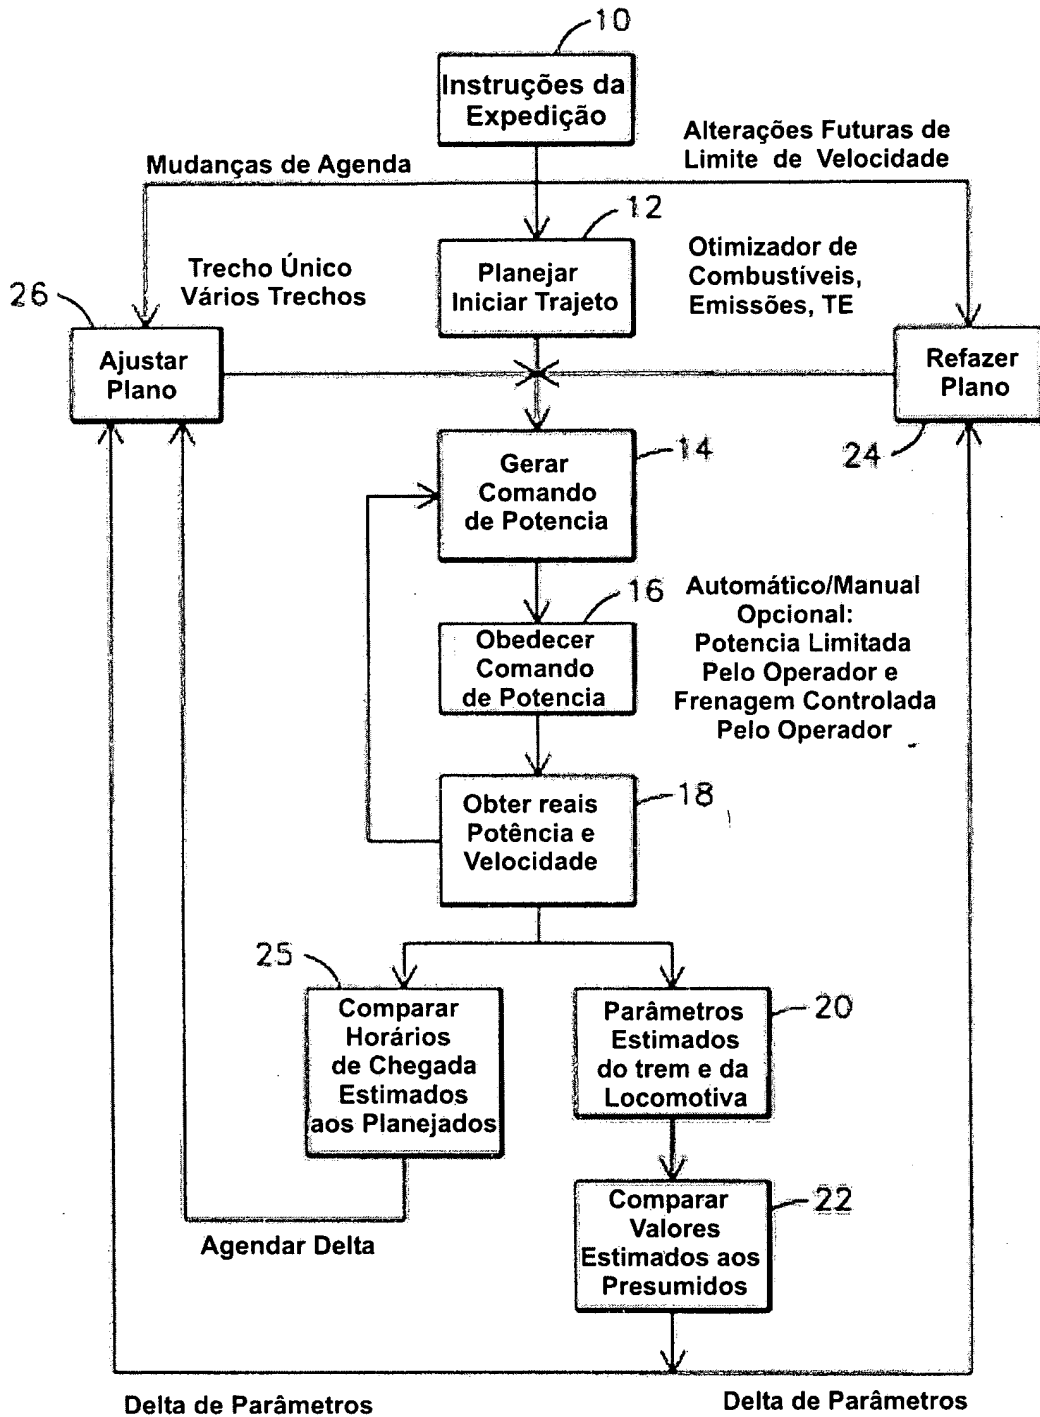 10
Instruções da
Expedição
Mudanças de Agenda
Alterações Futuras de
Limite de Velocidade
12
Planejar
Iniciar Trajeto
Trecho Único
Vários Trechos
Otimizador de
Combustíveis,
Emissões, TE
26
Ajustar
Plano
Refazer
Plano
24
14
Gerar
Comando
de Potencia
16
Obedecer
Comando
de Potencia
Automático/Manual
Opcional:
Potencia Limitada
Pelo Operador e
Frenagem Controlada
Pelo Operador
18
Obter reais
Potência e
Velocidade
25
Comparar
Horários
de Chegada
Estimados
aos Planejados
20
Parâmetros
Estimados
do trem e da
Locomotiva
22
Comparar
Valores
Estimados aos
Presumidos
Agendar Delta
Delta de Parâmetros
Delta de Parâmetros